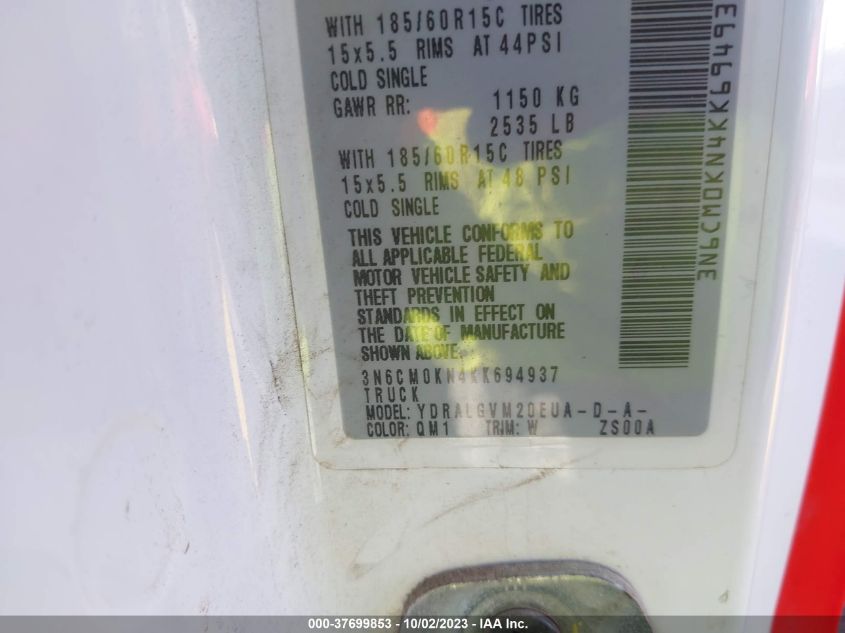 WITH 185/60R15C TIRES
15x5.5 RIMS AT 44PSI
COLD SINGLE
GAWR RR: 1150 KG
2535 LB
WITH 185/60R15C TIRES
15x5.5 RIMS AT 48 PSI
COLD SINGLE
THIS VEHICLE CONFORMS TO
ALL APPLICABLE FEDERAL
MOTOR VEHICLE SAFETY AND
THEFT PREVENTION
STANDARDS IN EFFECT ON
THE DATE OF MANUFACTURE
SHOWN ABOVE:
3N6CM0KN4KK694937
TRUCK
MODEL: YDRALGVM20EUA-D-A-
COLOR: QM1 TRIM: W ZS00A
3N6CM0KN4KK69493
000-37699853 - 10/02/2023 - © IAA Inc.